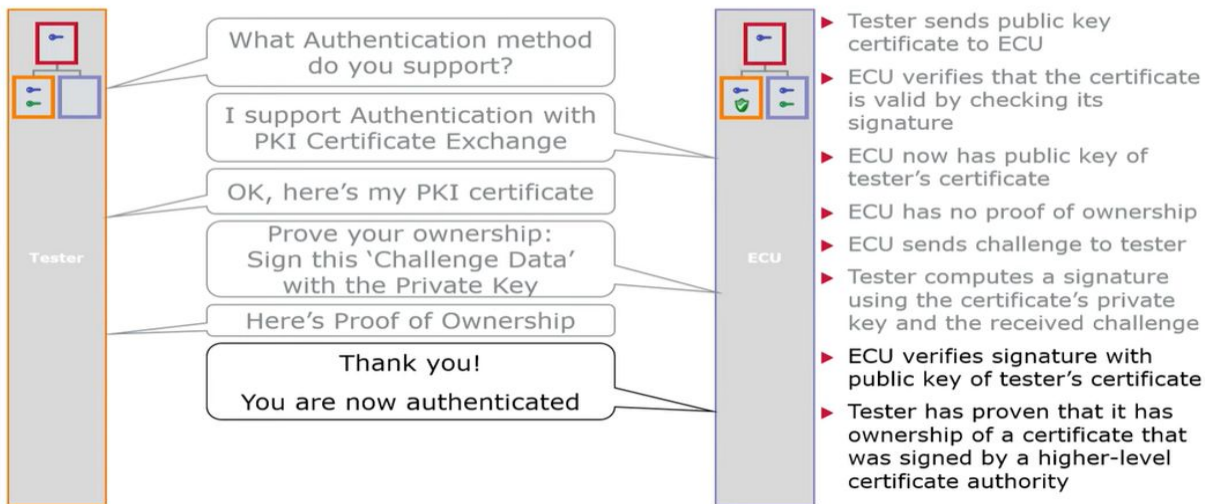 What Authentication method
do you support?
I support Authentication with
PKI Certificate Exchange
OK, here's my PKI certificate
Prove your ownership:
Sign this ‘Challenge Data’
with the Private Key
Here's Proof of Ownership
Thank you!
You are now authenticated
Tester
ECU
Tester sends public key
certificate to ECU
ECU verifies that the certificate
is valid by checking its
signature
ECU now has public key of
tester's certificate
ECU has no proof of ownership
ECU sends challenge to tester
Tester computes a signature
using the certificate's private
key and the received challenge
ECU verifies signature with
public key of tester's certificate
Tester has proven that it has
ownership of a certificate that
was signed by a higher-level
certificate authority